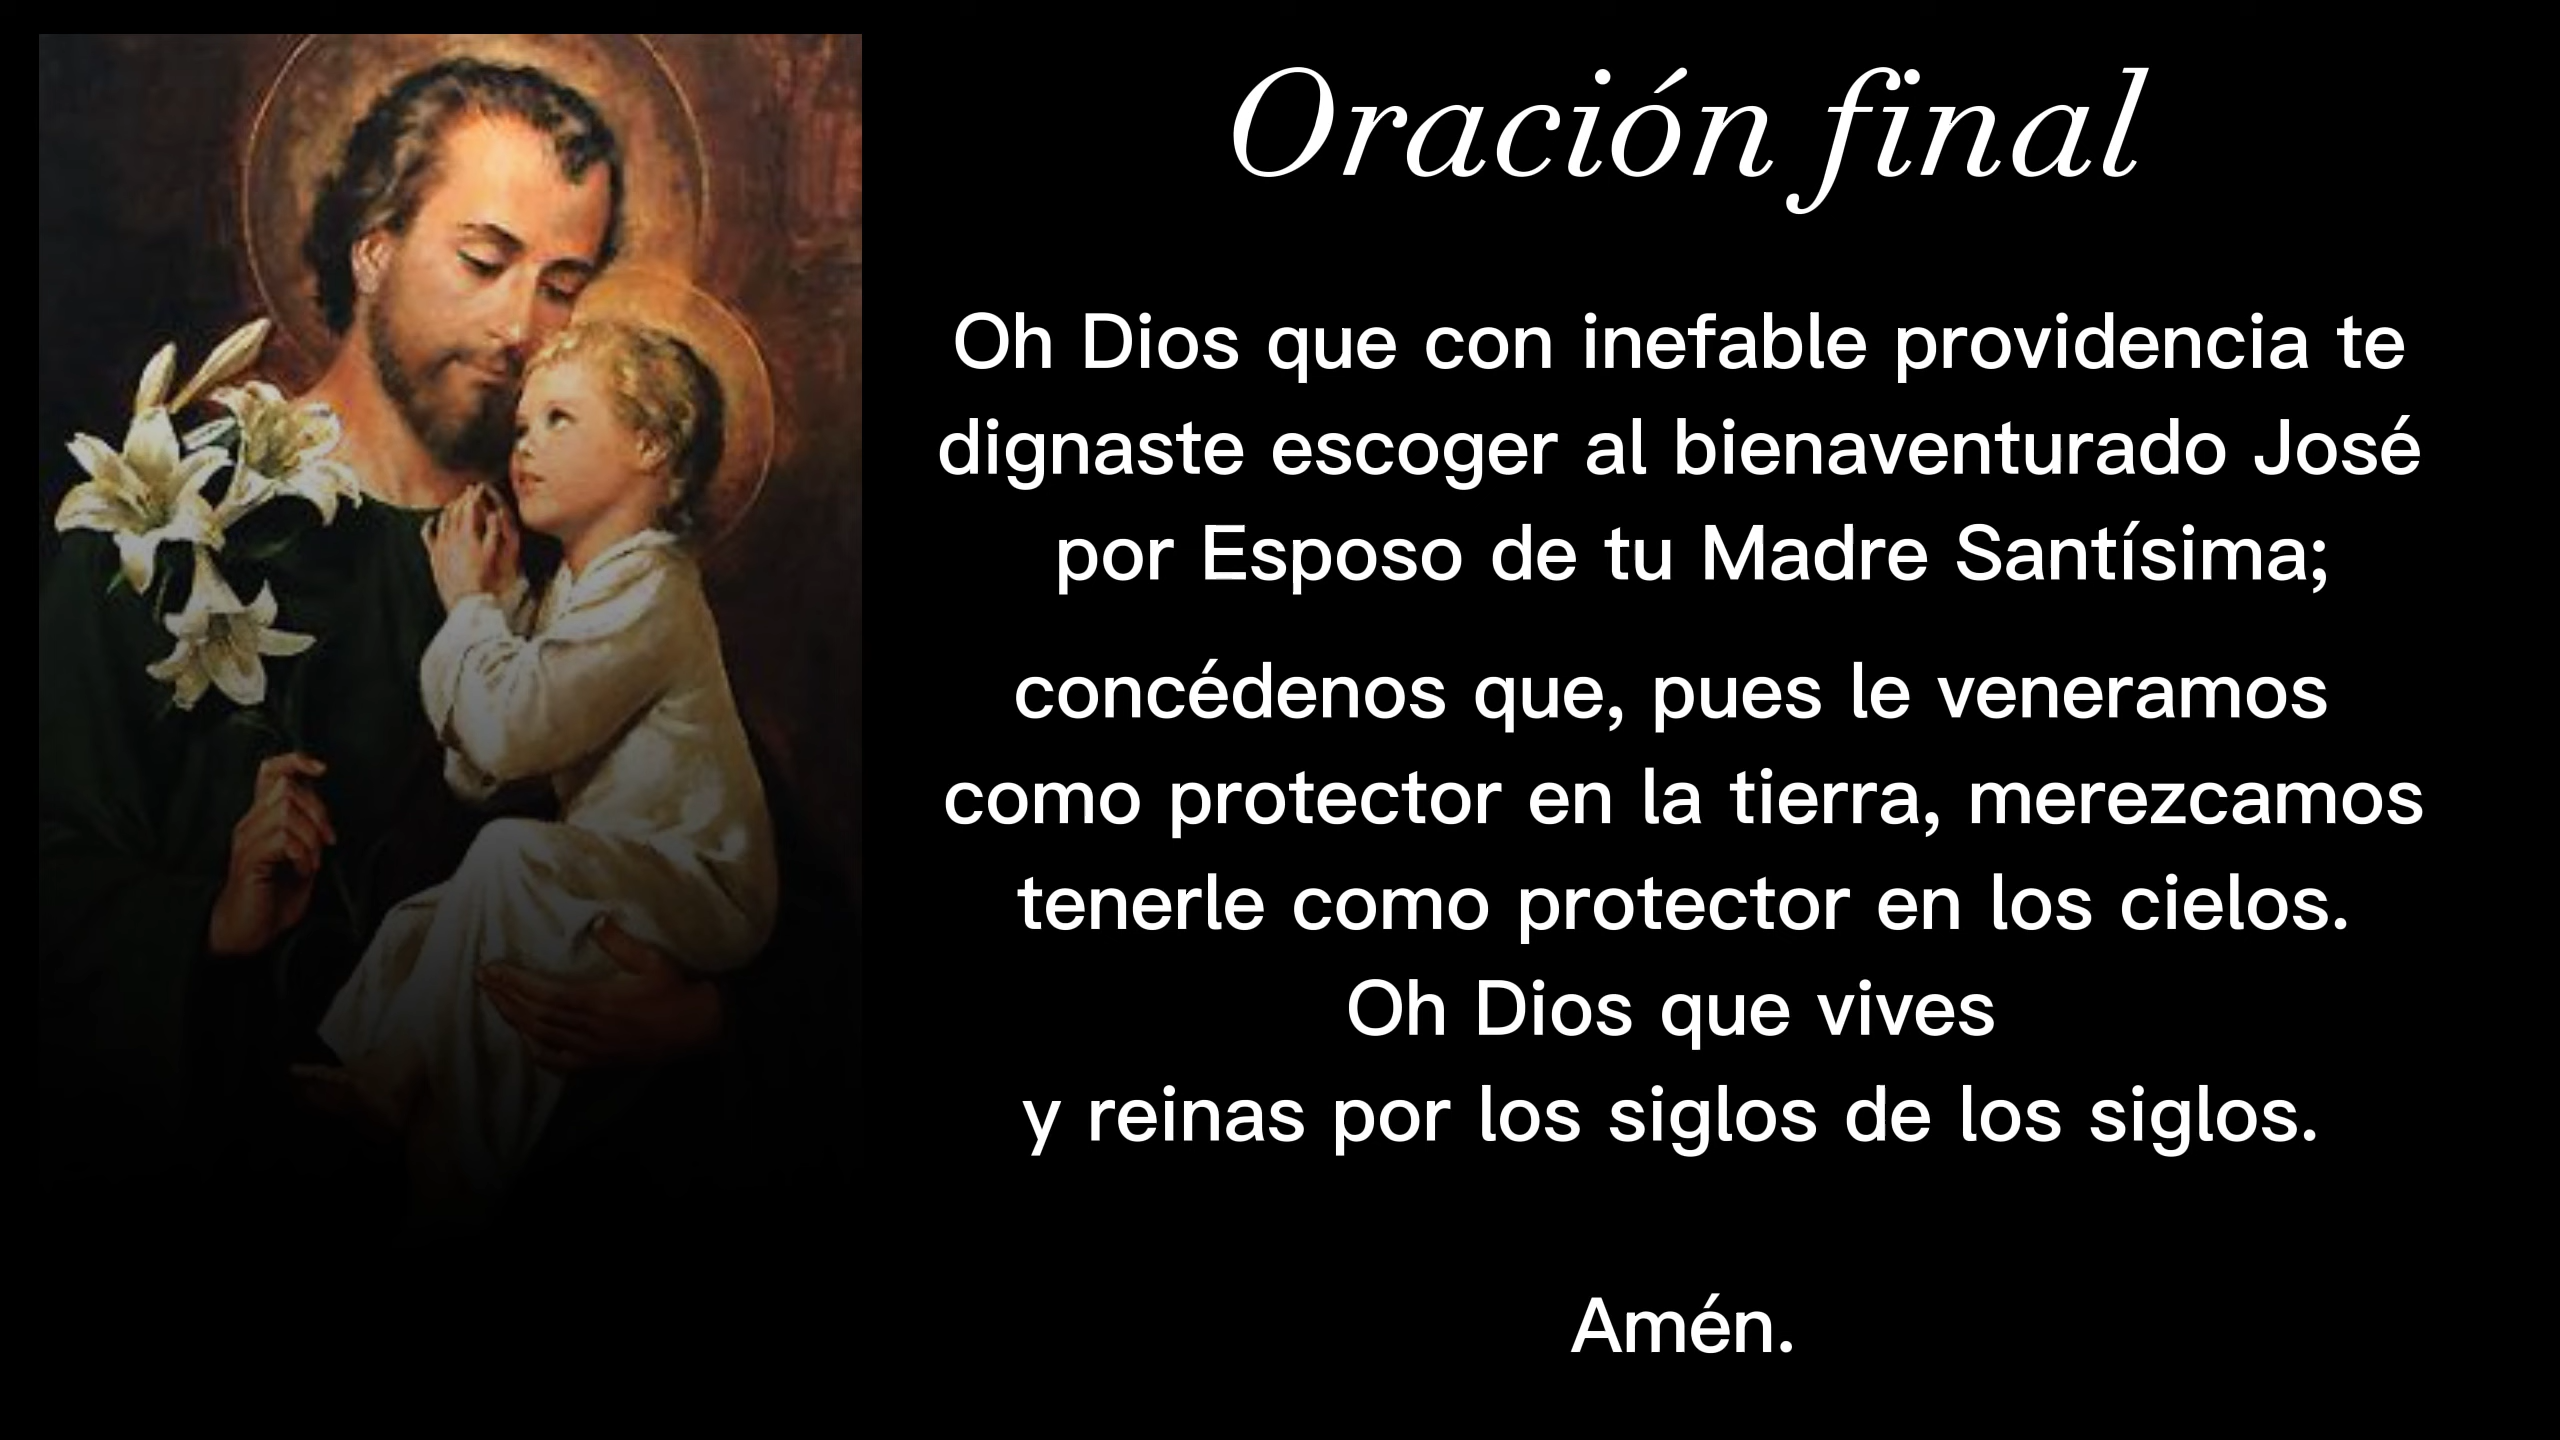 Oración final
Oh Dios que con inefable providencia te
dignaste escoger al bienaventurado José
por Esposo de tu Madre Santísima;
concédenos que, pues le veneramos
como protector en la tierra, merezcamos
tenerle como protector en los cielos.
Oh Dios que vives
y reinas por los siglos de los siglos.
Amén.